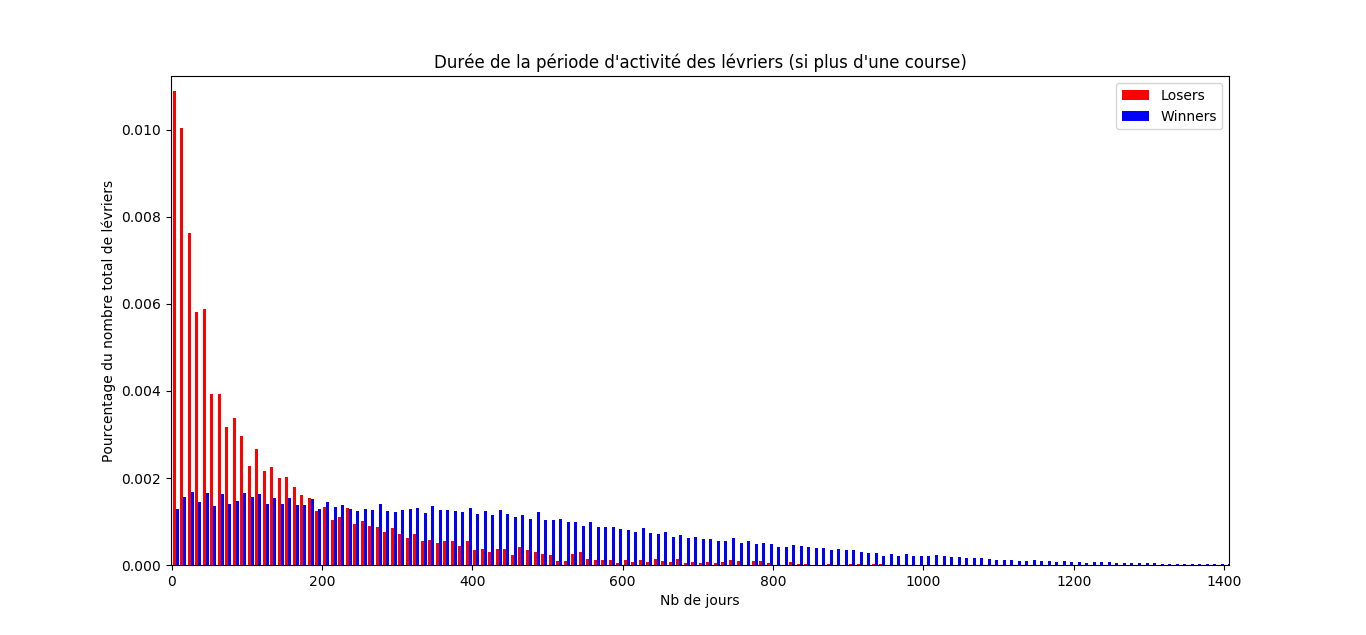 Durée de la période d'activité des lévriers (si plus d'une course)
Losers
Winners
Pourcentage du nombre total de lévriers
0.010
0.008
0.006
0.004
0.002
0.000
0
200
400
600
800
1000
1200
1400
Nb de jours